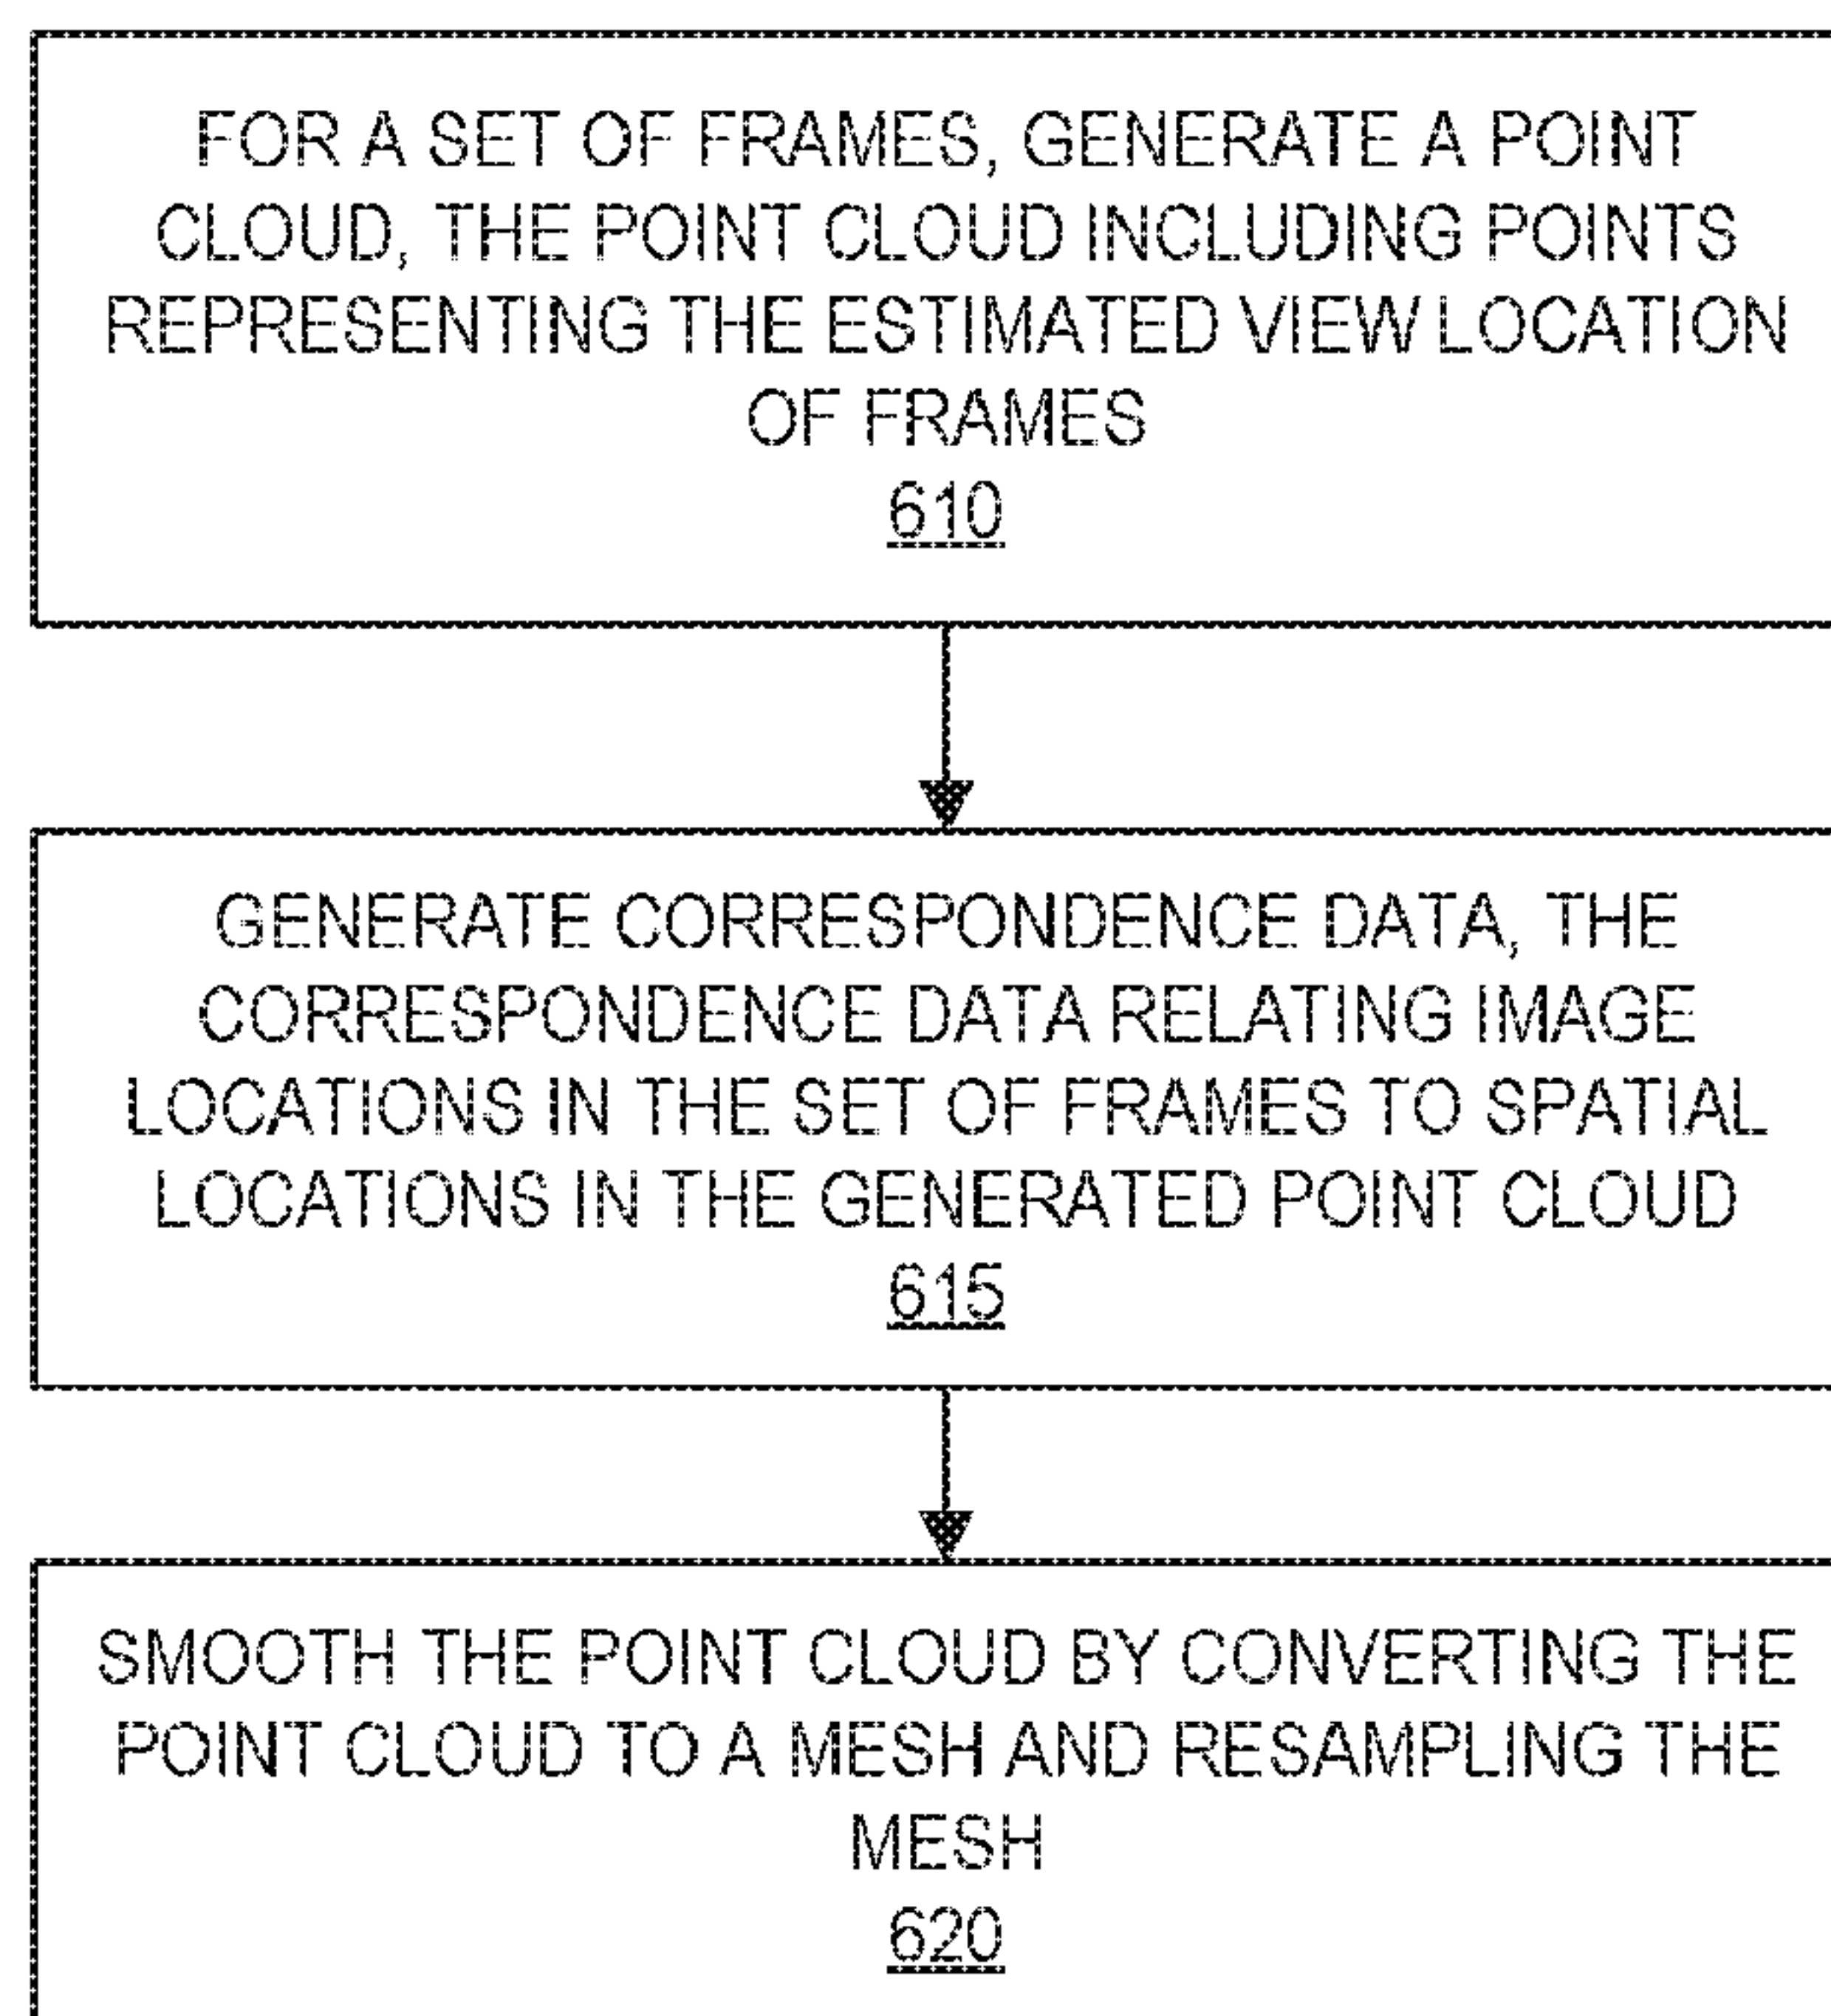 FOR A SET OF FRAMES, GENERATE A POINT
CLOUD, THE POINT CLOUD INCLUDING POINTS
REPRESENTING THE ESTIMATED VIEW LOCATION
OF FRAMES
610
GENERATE CORRESPONDENCE DATA, THE
CORRESPONDENCE DATA RELATING IMAGE
LOCATIONS IN THE SET OF FRAMES TO SPATIAL
LOCATIONS IN THE GENERATED POINT CLOUD
615
SMOOTH THE POINT CLOUD BY CONVERTING THE
POINT CLOUD TO A MESH AND RESAMPLING THE
MESH
620